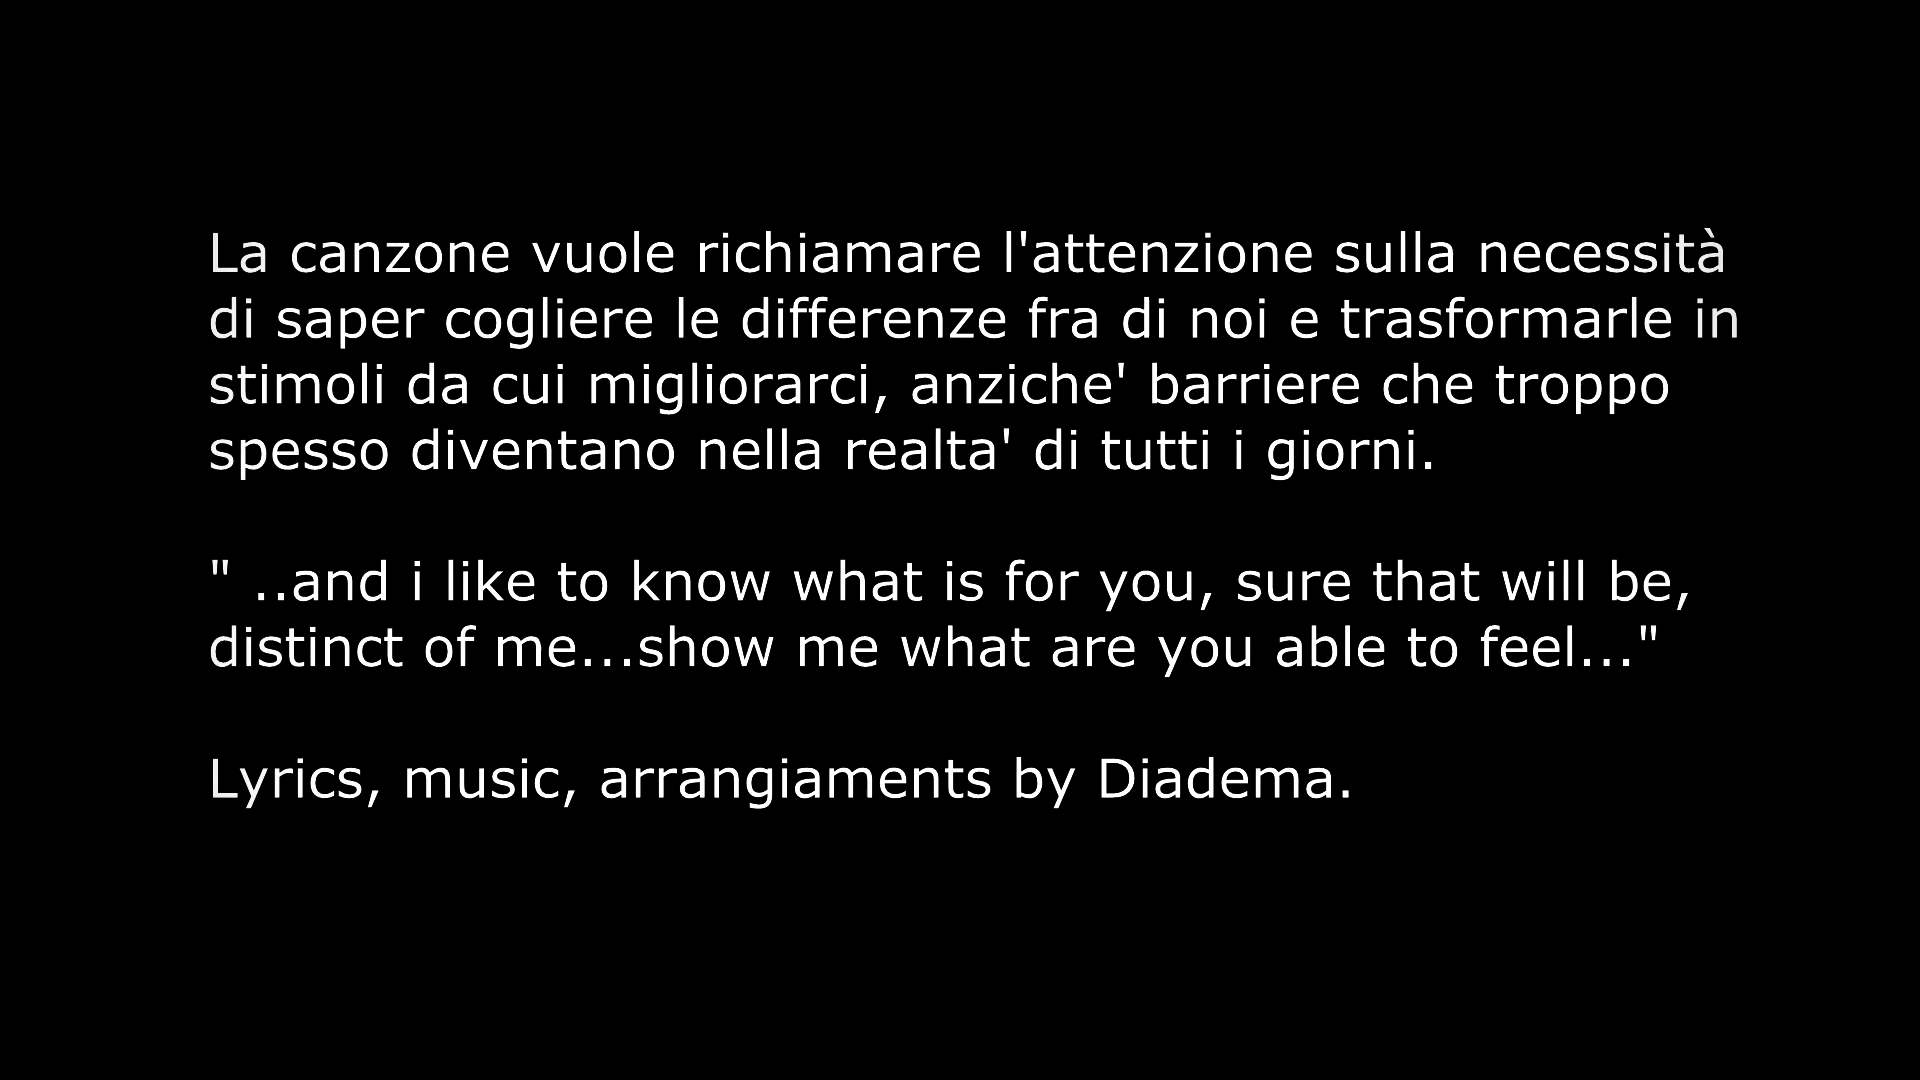 La canzone vuole richiamare l'attenzione sulla necessità
di saper cogliere le differenze fra di noi e trasformarle in
stimoli da cui migliorarci, anziche' barriere che troppo
spesso diventano nella realta' di tutti i giorni.
" ..and i like to know what is for you, sure that will be,
distinct of me...show me what are you able to feel..."
Lyrics, music, arrangiaments by Diadema.